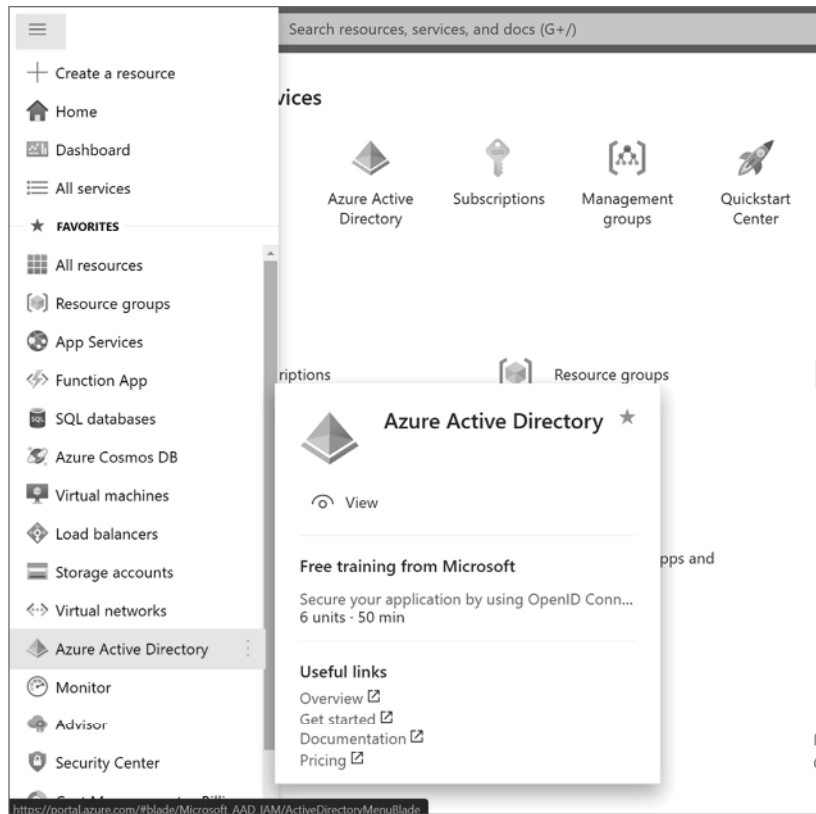 Search resources, services, and docs (G+/)
Create a resource
Home
Dashboard
All services
FAVORITES
All resources
Resource groups
App Services
Function App
SQL databases
Azure Cosmos DB
Virtual machines
Load balancers
Storage accounts
Virtual networks
Azure Active Directory
Monitor
Advisor
Security Center
https://portal.azure.com/#blade/Microsoft_AAD_IAM/ActiveDirectoryMenuBlade
vices
Azure Active
Directory
Subscriptions
Management
groups
Quickstart
Center
riptions
Resource groups
Azure Active Directory
View
Free training from Microsoft
Secure your application by using OpenID Conn...
6 units · 50 min
Useful links
Overview
Get started
Documentation
Pricing
pps and